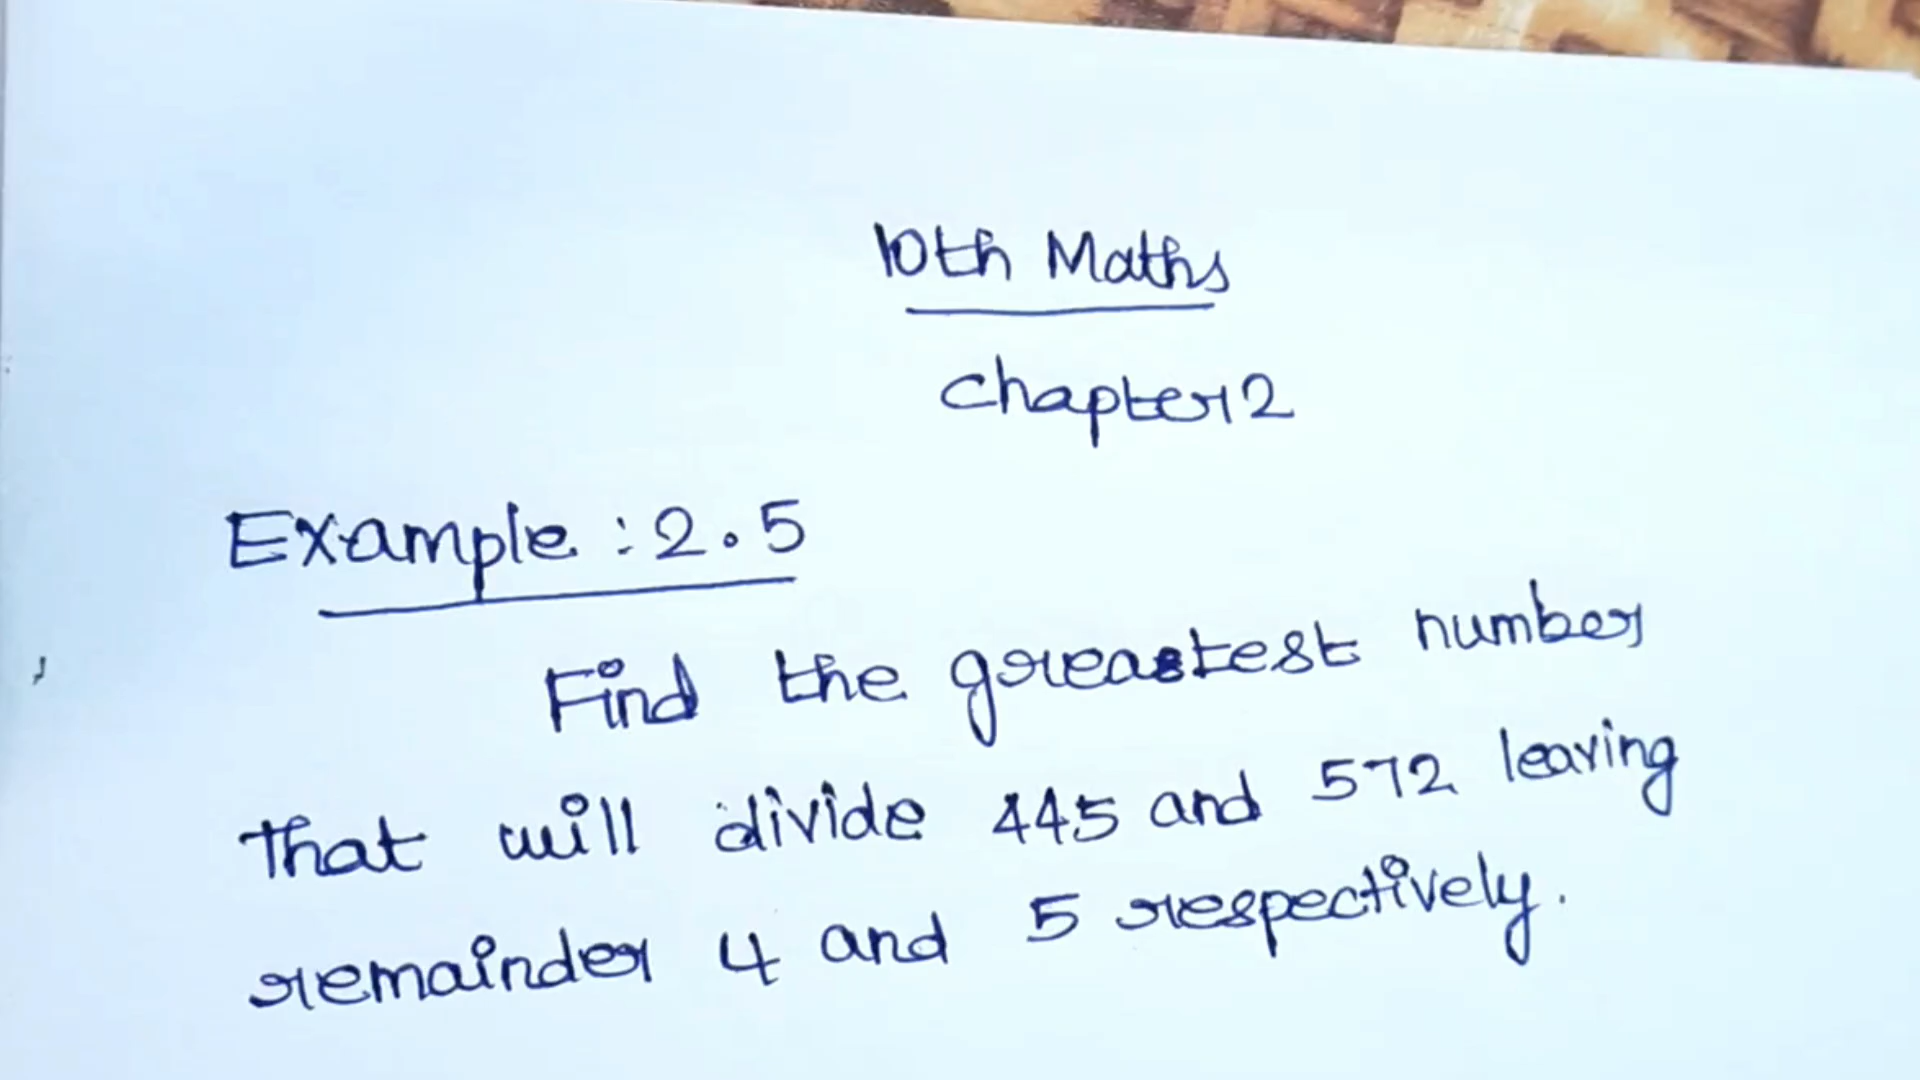 10th Maths
Chapter 2
Example : 2.5
Find the greastest number
that will divide 445 and 572 leaving
remainder 4 and 5 respectively.